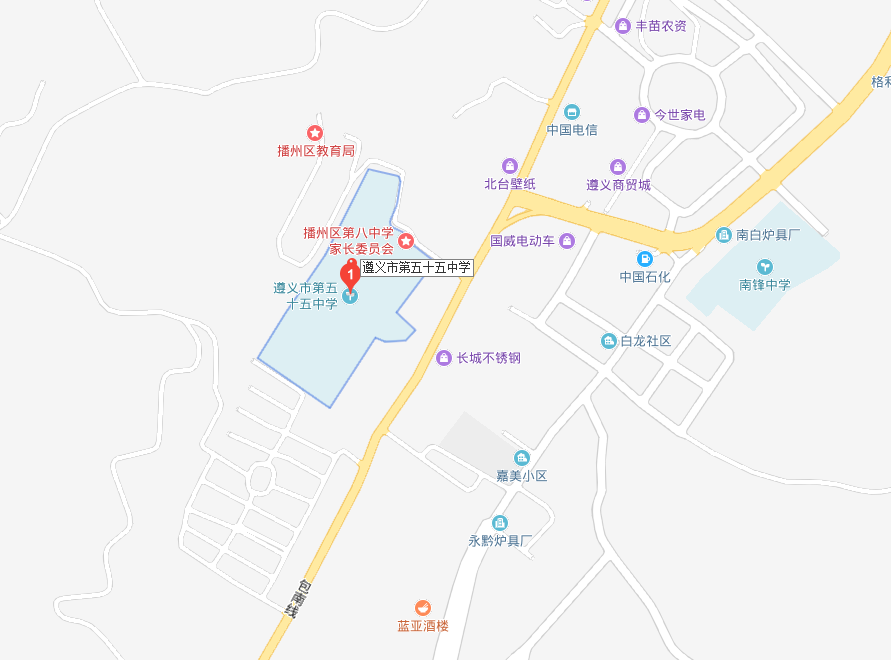 丰苗农资
格利
今世家电
中国电信
播州区教育局
北台壁纸
遵义商贸城
播州区第八中学
家长委员会
国威电动车
南白炉具厂
遵义市第五十五中学
1
中国石化
南锋中学
遵义市第五
十五中学
白龙社区
长城不锈钢
嘉美小区
永黔炉具厂
包南线
蓝亚酒楼